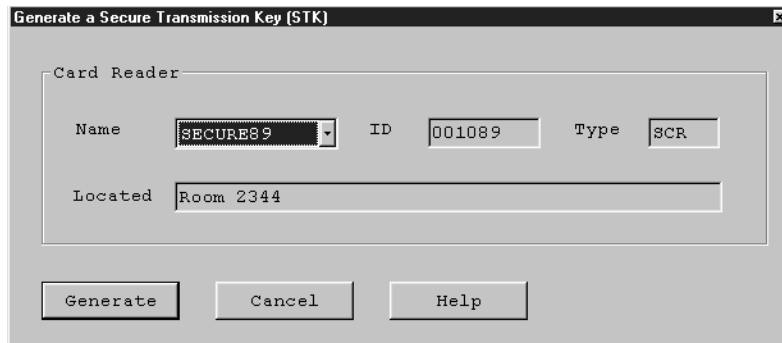 Generate a Secure Transmission Key (STK)
Card Reader
Name SECURE89 ID 001089 Type SCR
Located Room 2344
Generate Cancel Help